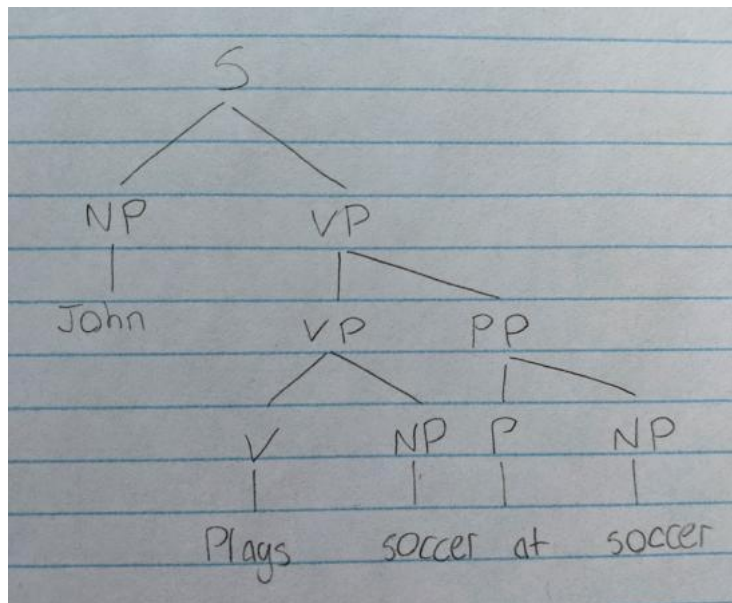 S
NP VP
John VP PP
V NP P NP
Plays soccer at soccer